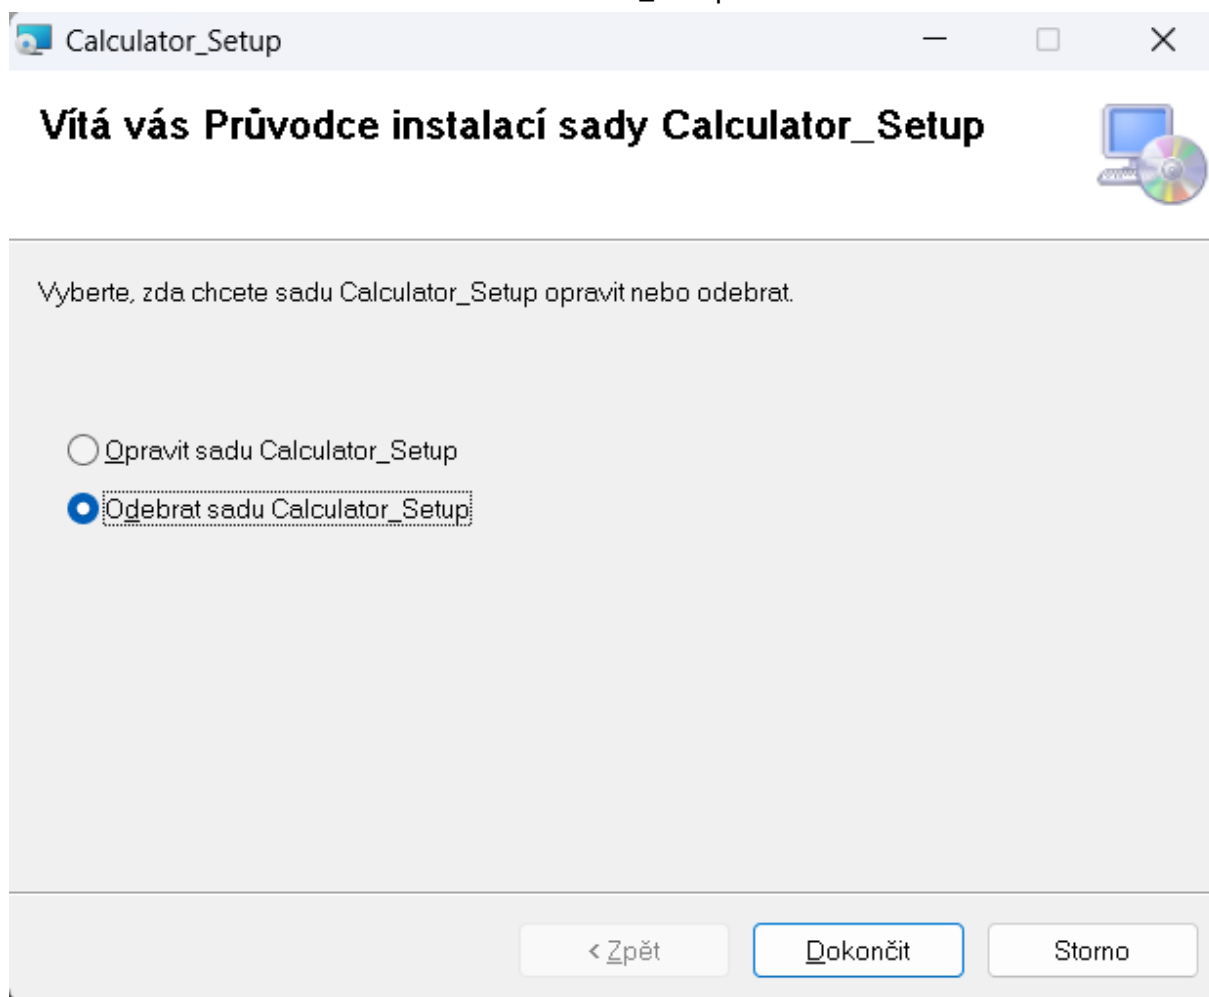 Calculator_Setup
Vítá vás Průvodce instalací sady Calculator_Setup
Vyberte, zda chcete sadu Calculator_Setup opravit nebo odebrat.
Opravit sadu Calculator_Setup
Odebrat sadu Calculator_Setup
< Zpět
Dokončit
Storno